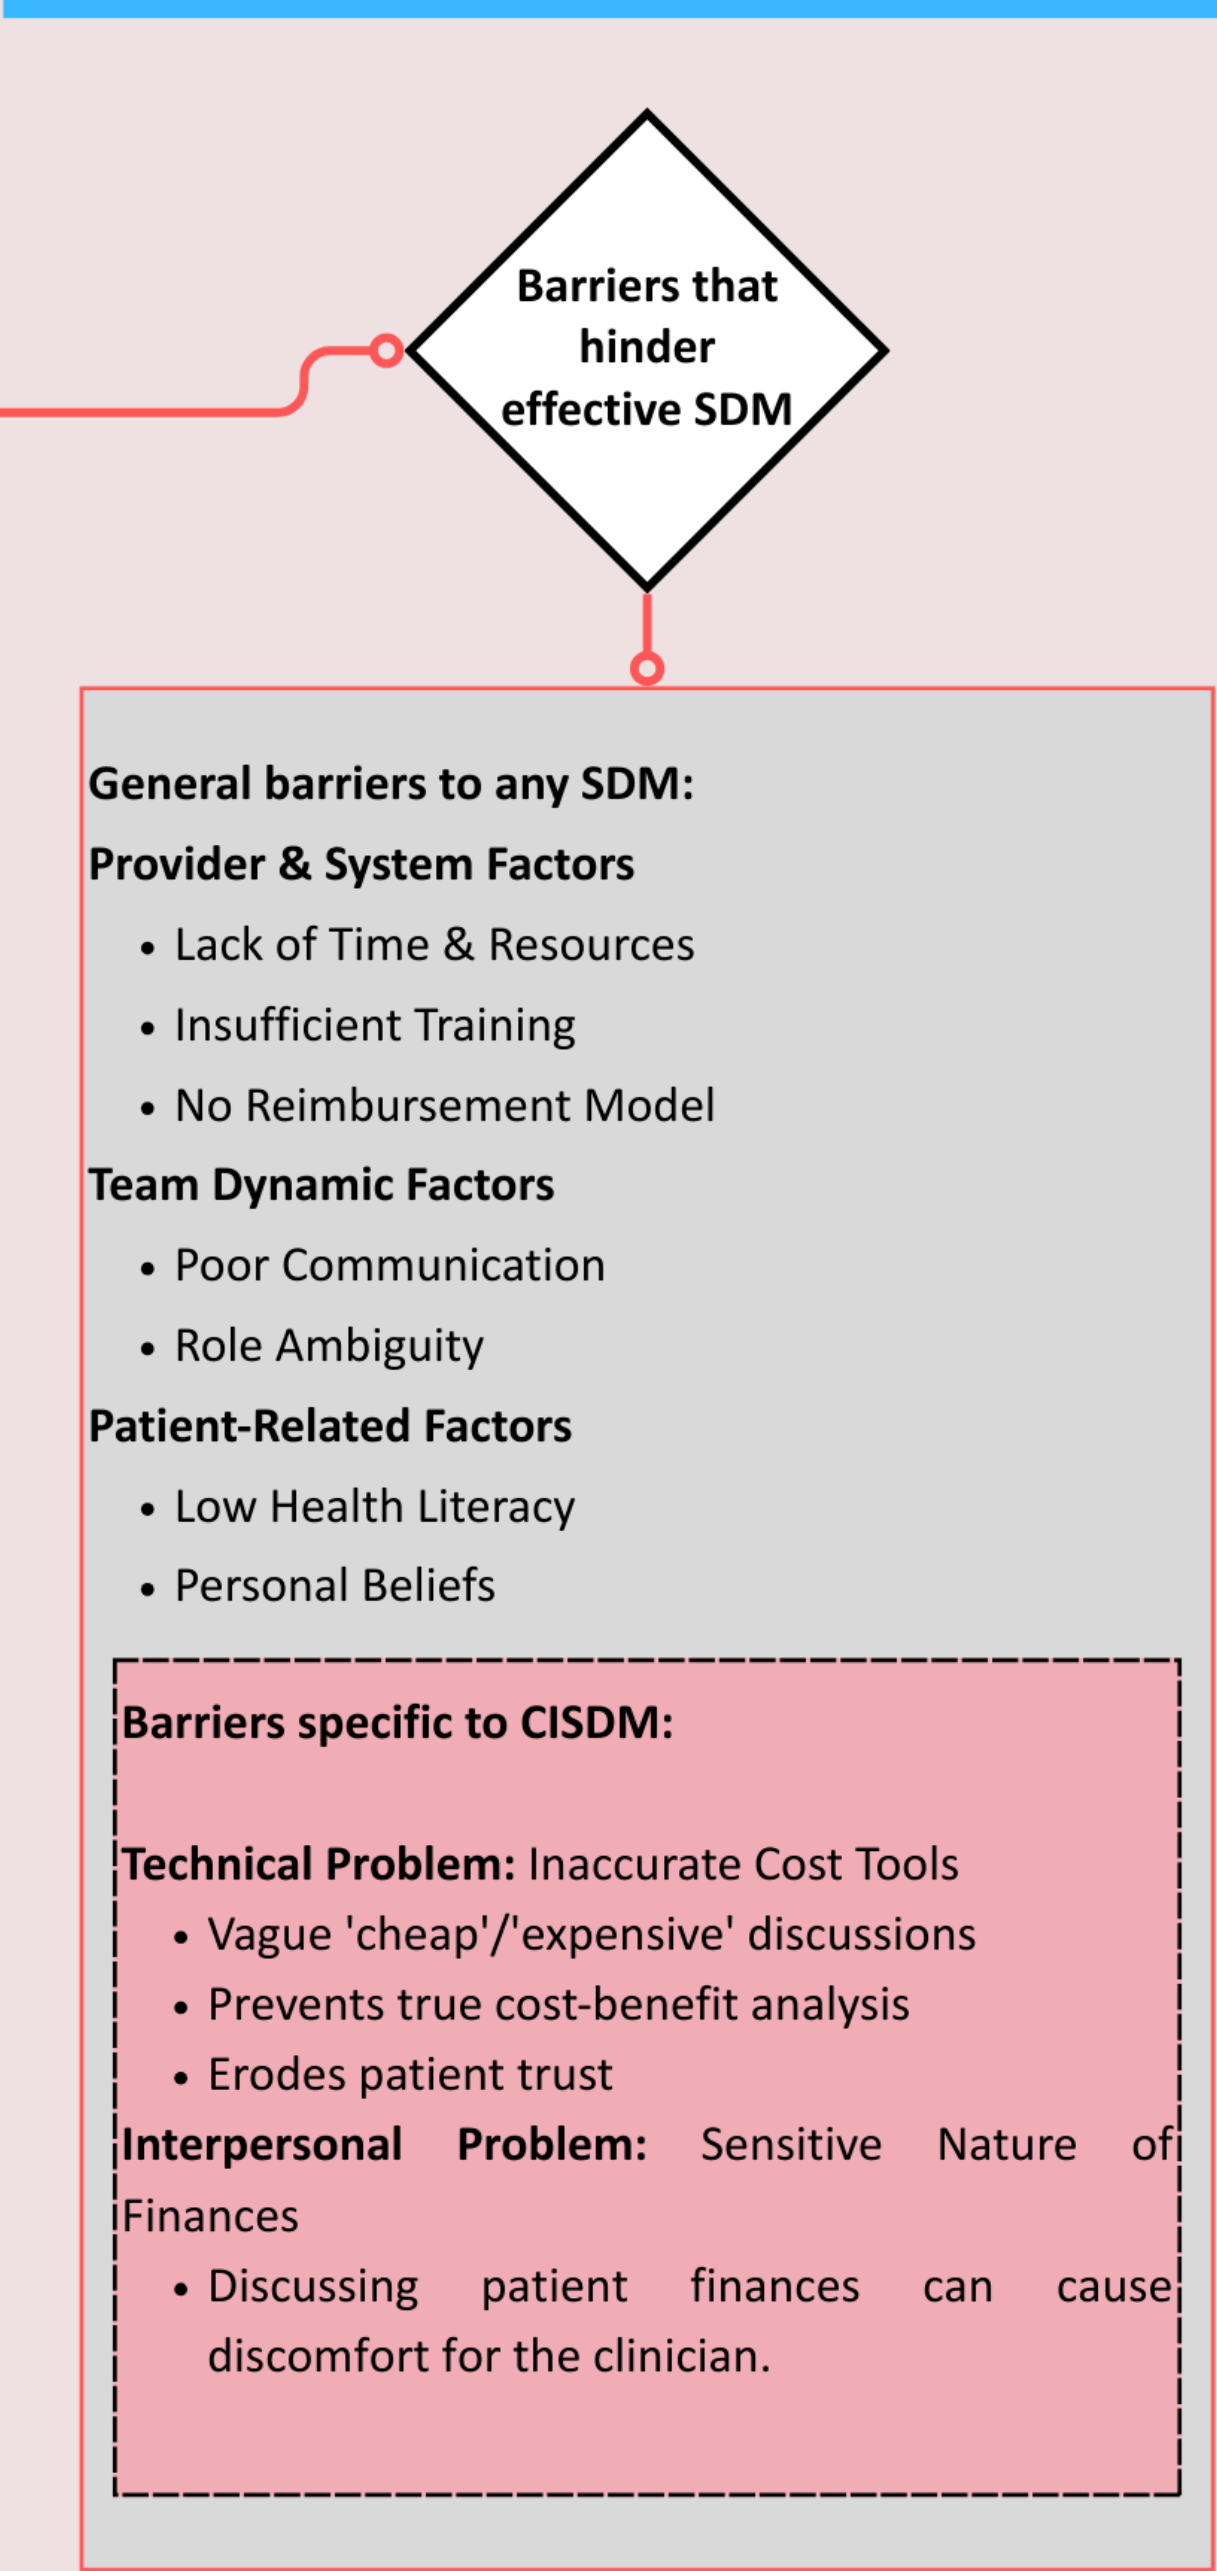 Barriers that
hinder
effective SDM
General barriers to any SDM:
Provider & System Factors
• Lack of Time & Resources
• Insufficient Training
• No Reimbursement Model
Team Dynamic Factors
• Poor Communication
• Role Ambiguity
Patient-Related Factors
• Low Health Literacy
• Personal Beliefs
Barriers specific to CISDM:
Technical Problem: Inaccurate Cost Tools
• Vague 'cheap'/'expensive' discussions
• Prevents true cost-benefit analysis
• Erodes patient trust
Interpersonal Problem: Sensitive Nature of
Finances
• Discussing patient finances can cause
discomfort for the clinician.